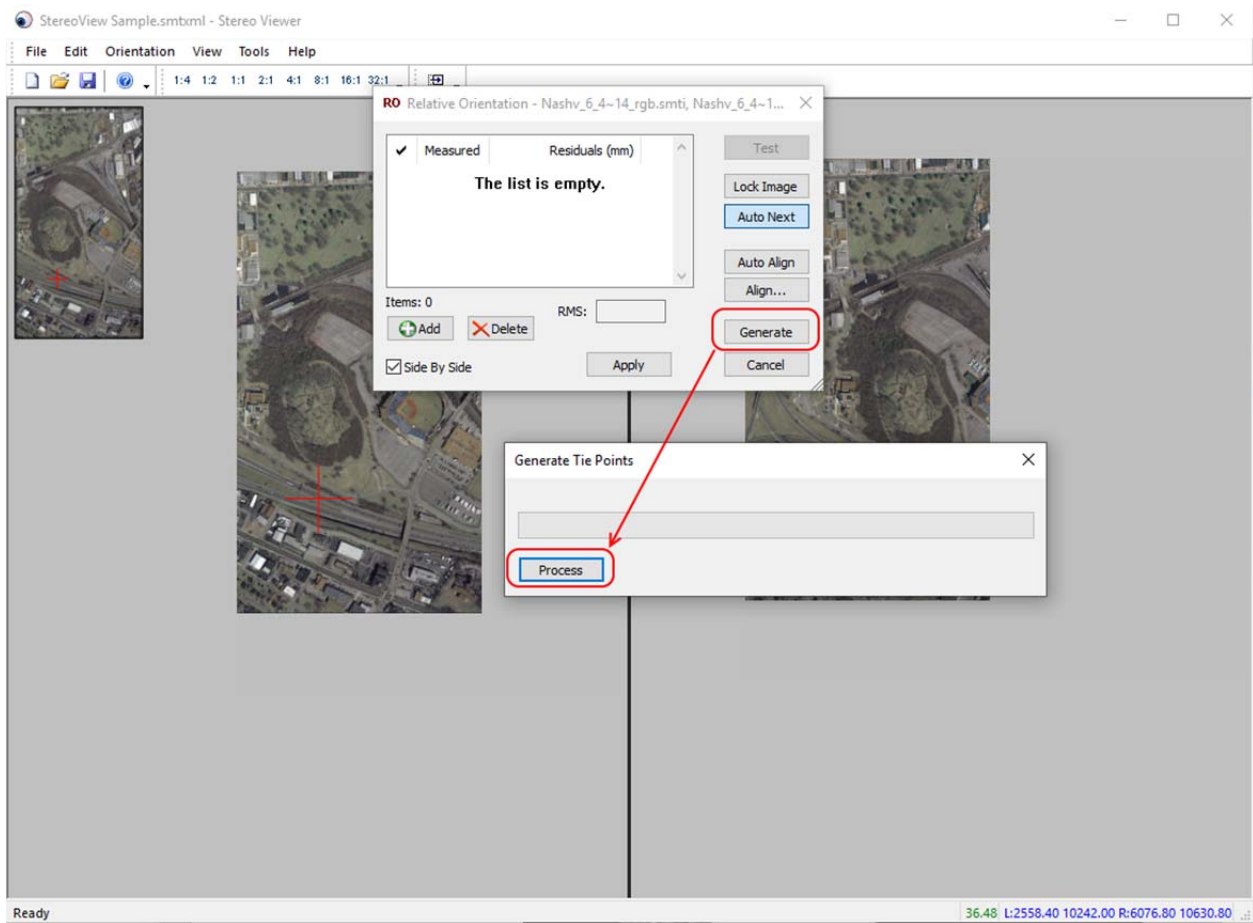 StereoView Sample.smtxml - Stereo Viewer
File Edit Orientation View Tools Help
1:4 1:2 1:1 2:1 4:1 8:1 16:1 32:1
RO Relative Orientation - Nashv_6_4~14_rgb.smti, Nashv_6_4~1...
Measured Residuals (mm)
The list is empty.
Test
Lock Image
Auto Next
Auto Align
Align...
Items: 0
RMS:
Add Delete
Generate
Side By Side
Apply
Cancel
Generate Tie Points
Process
Ready
36.48 L:2558.40 10242.00 R:6076.80 10630.80